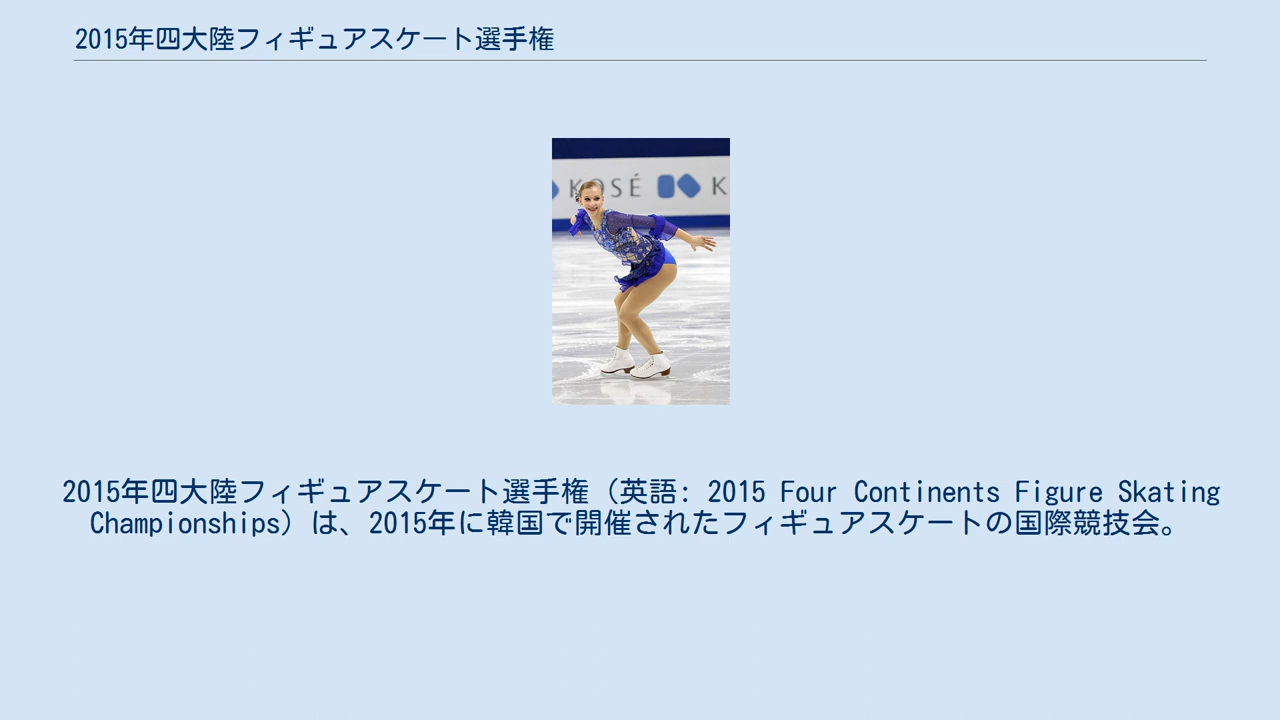 2015年四大陸フィギュアスケート選手権
KOSÉ K
2015年四大陸フィギュアスケート選手権（英語: 2015 Four Continents Figure Skating
Championships）は、2015年に韓国で開催されたフィギュアスケートの国際競技会。